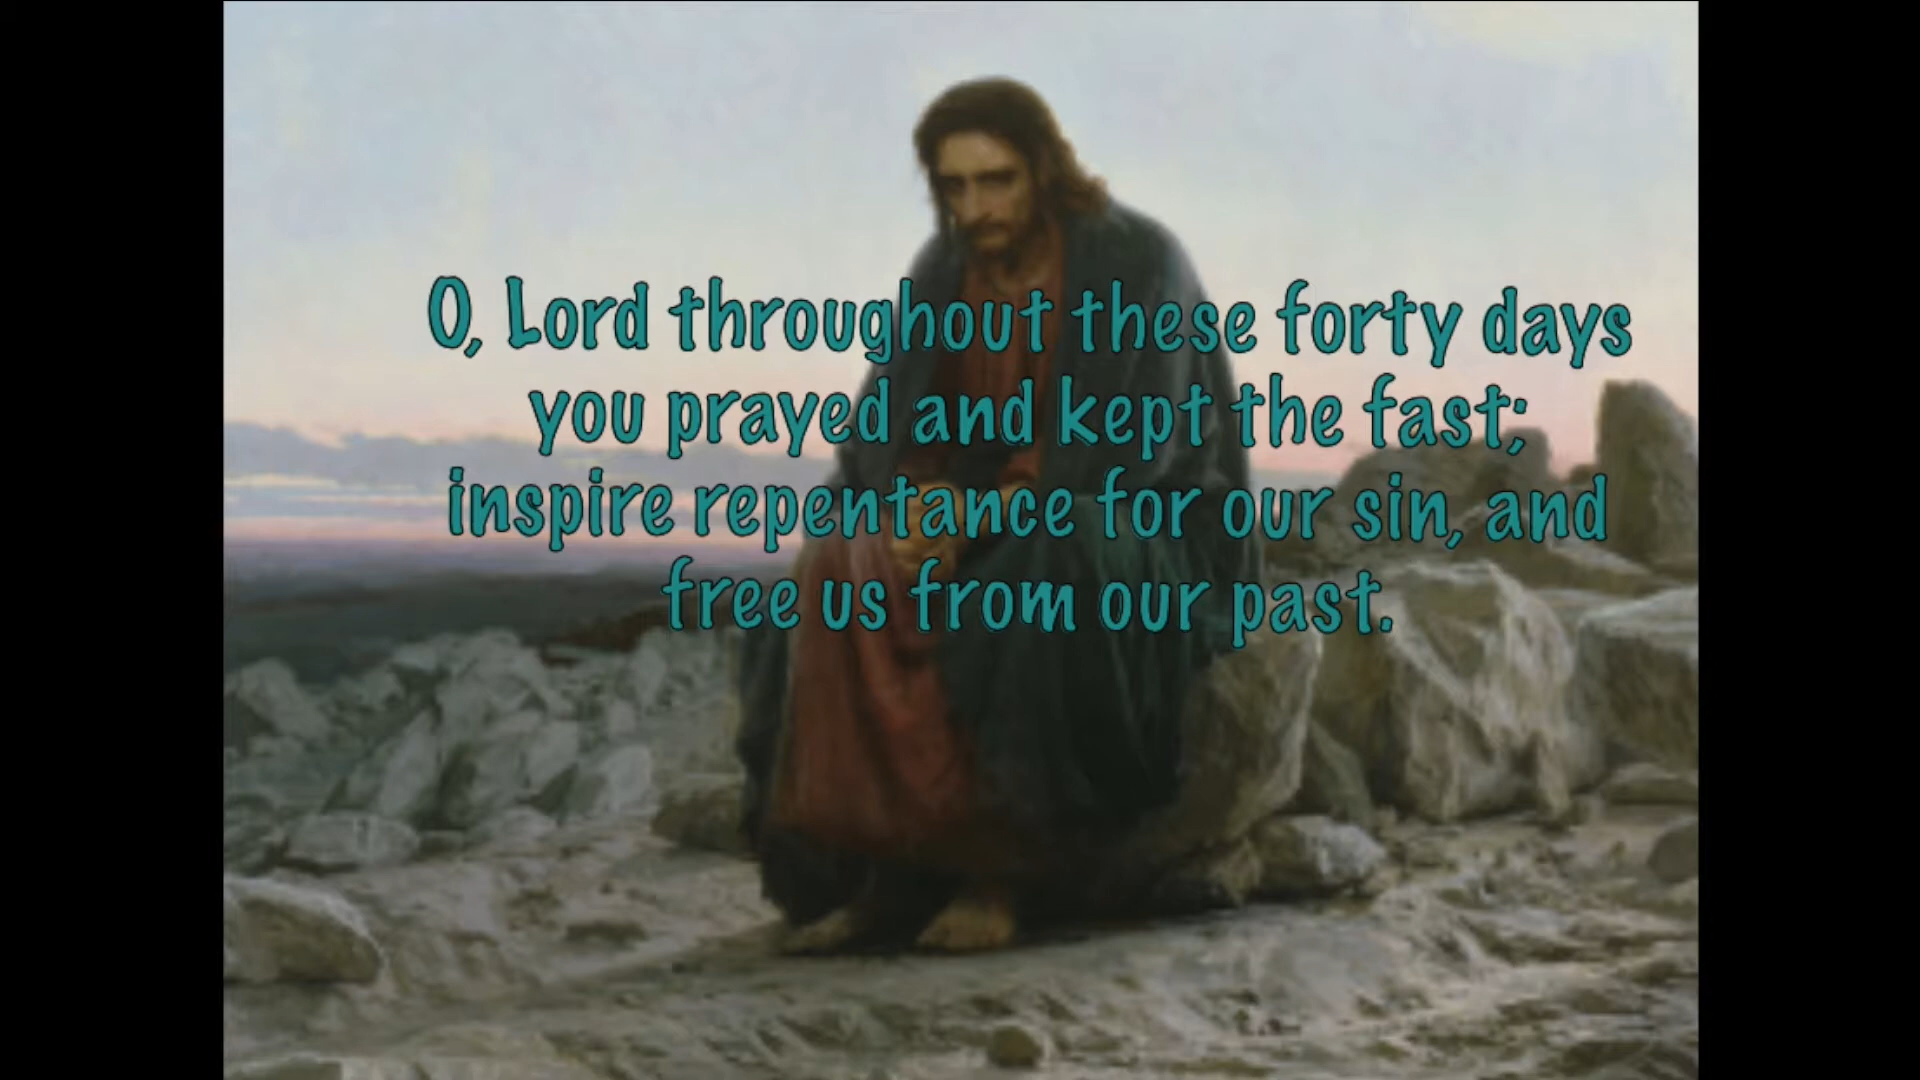 O, Lord throughout these forty days
you prayed and kept the fast;
inspire repentance for our sin, and
free us from our past.